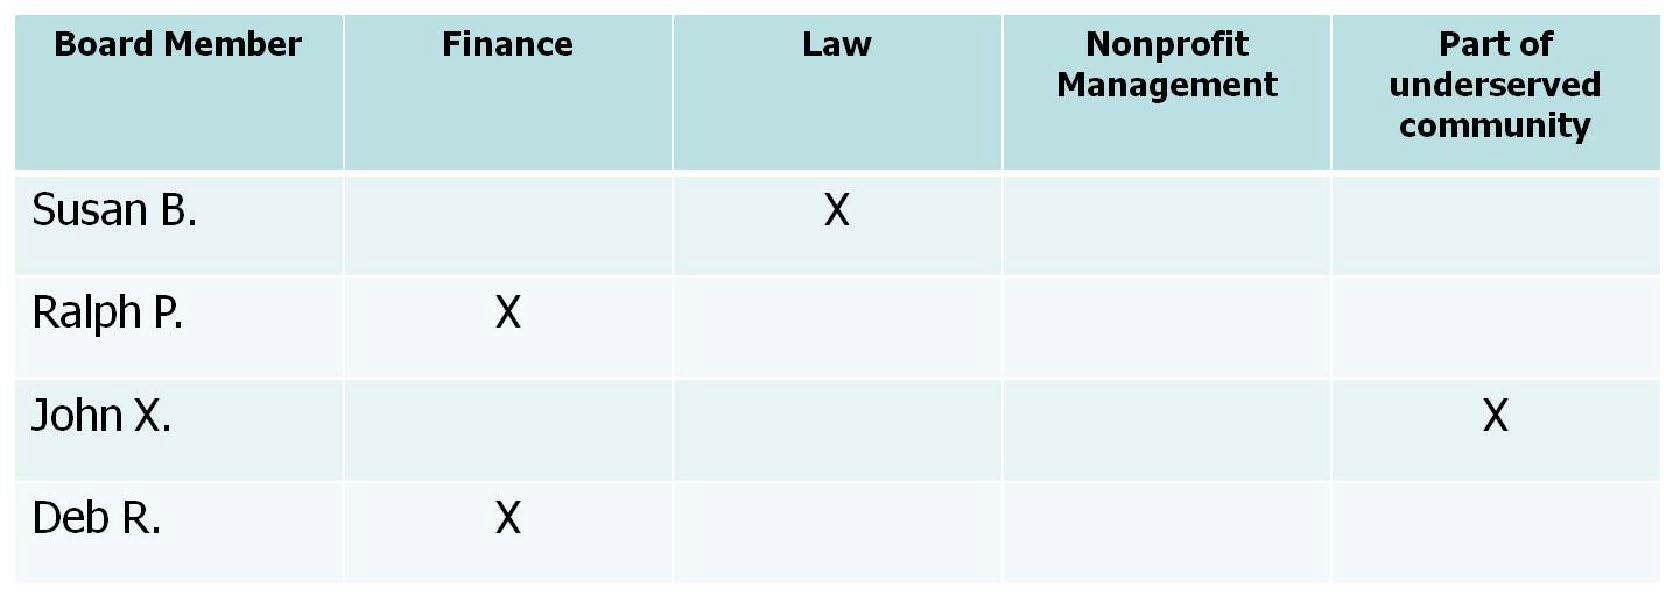 Board Member Finance Law Nonprofit Part of
Management underserved
community
Susan B. X
Ralph P. X
John X. X
Deb R. X